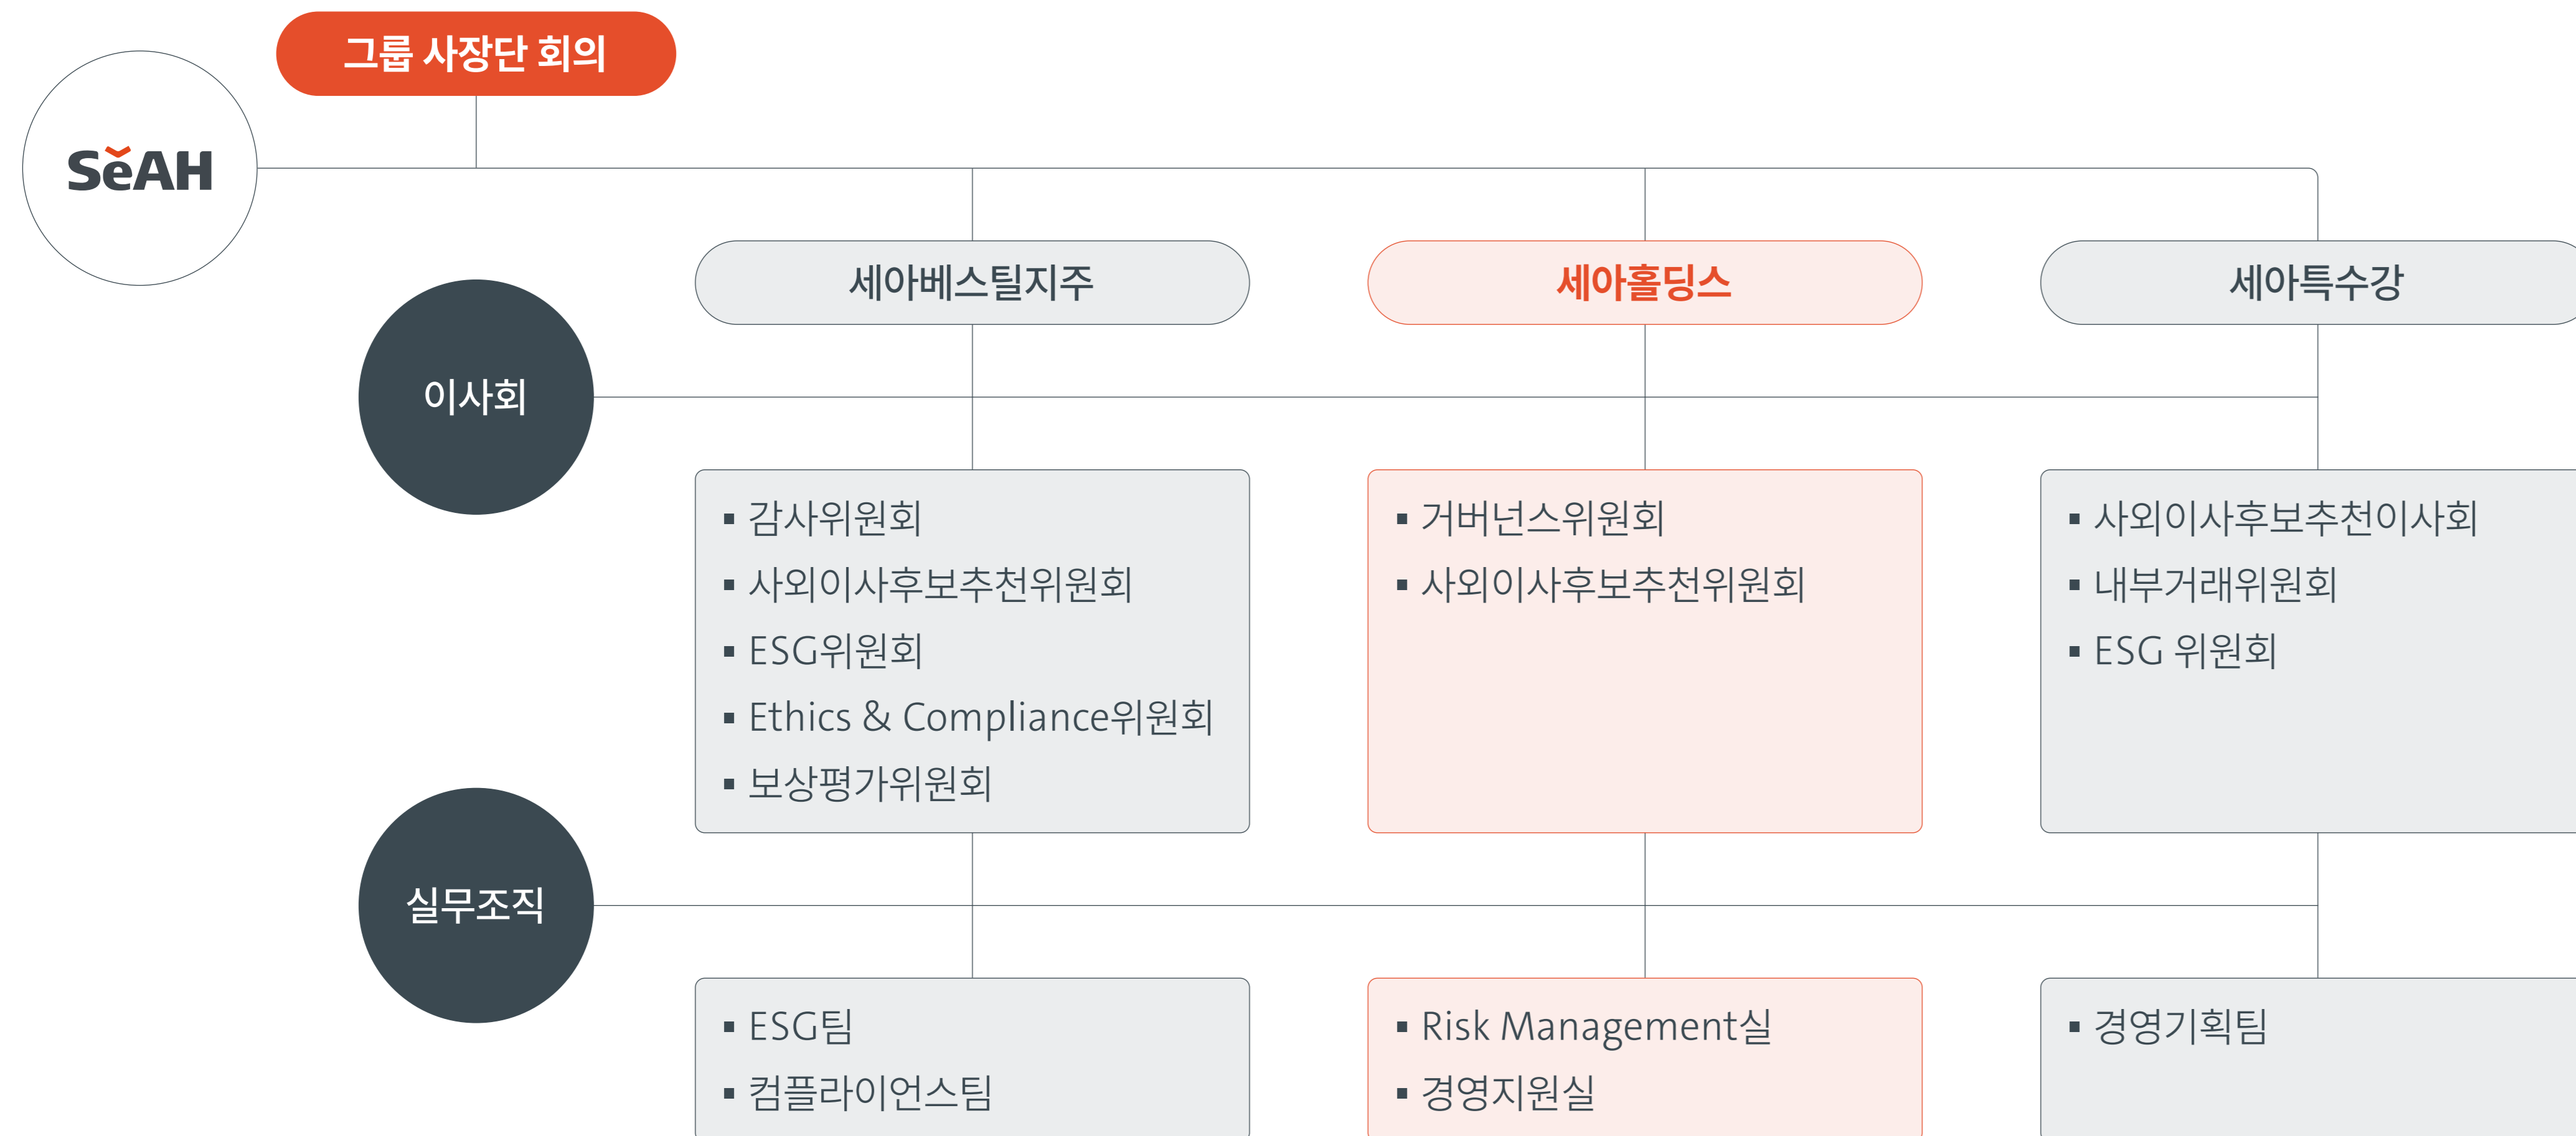 그룹 사장단 회의
SeAH
세아베스틸지주
세아홀딩스
세아특수강
이사회
감사위원회
사외이사후보추천위원회
ESG위원회
Ethics & Compliance위원회
보상평가위원회
거버넌스위원회
사외이사후보추천위원회
사외이사후보추천이사회
내부거래위원회
ESG 위원회
실무조직
ESG팀
컴플라이언스팀
Risk Management실
경영지원실
경영기획팀